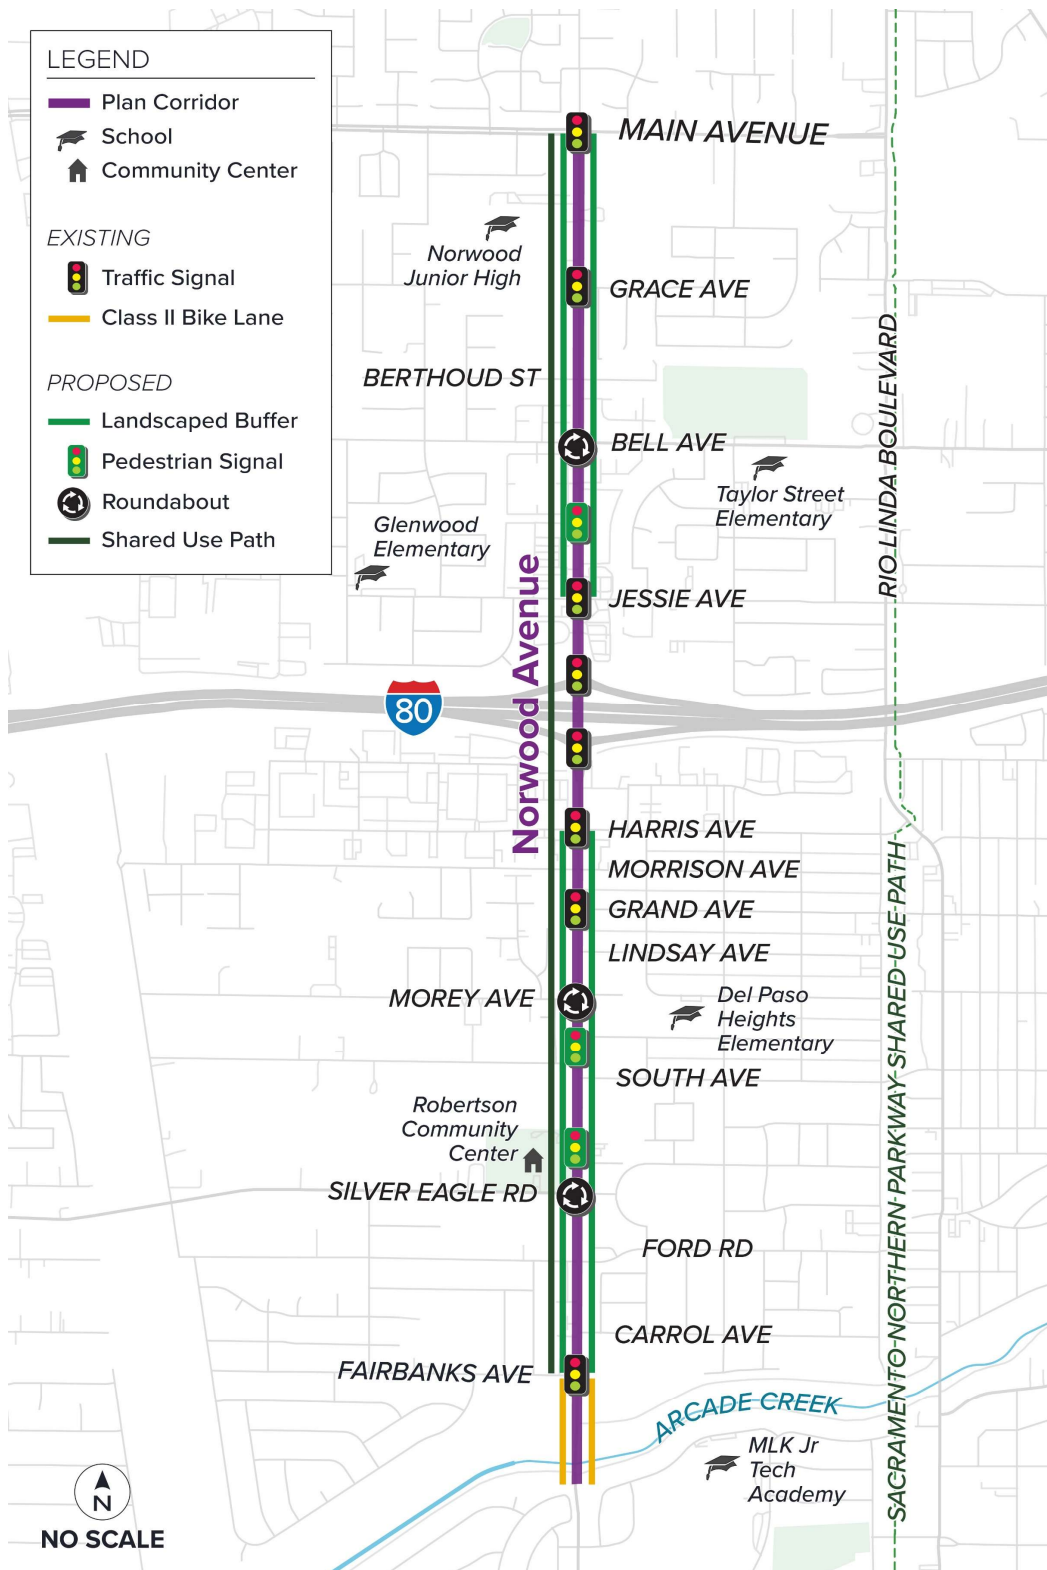 LEGEND
Plan Corridor
School
Community Center
EXISTING
Traffic Signal
Class II Bike Lane
PROPOSED
Landscaped Buffer
Pedestrian Signal
Roundabout
Shared Use Path
MAIN AVENUE
Norwood
Junior High
GRACE AVE
BERTHOUD ST
BELL AVE
Taylor Street
Elementary
Glenwood
Elementary
JESSIE AVE
RIO LINDA BOULEVARD
Norwood Avenue
80
HARRIS AVE
MORRISON AVE
GRAND AVE
LINDSAY AVE
MOREY AVE
Del Paso
Heights
Elementary
SOUTH AVE
Robertson
Community
Center
SILVER EAGLE RD
FORD RD
CARROL AVE
FAIRBANKS AVE
ARCADE CREEK
SACRAMENTO NORTHERN PARKWAY SHARED USE PATH
MLK Jr
Tech
Academy
N
NO SCALE